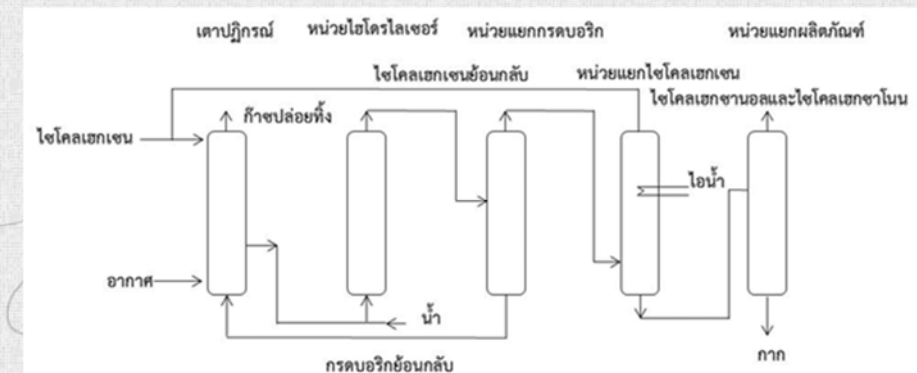 เตาปฏิกรณ์
หน่วยไฮโดรไลเซอร์
หน่วยแยกกรดบอริก
หน่วยแยกผลิตภัณฑ์
ไซโคลเฮกเซนย้อนกลับ
หน่วยแยกไซโคลเฮกเซน
ไซโคลเฮกซานอลและไซโคลเฮกซาโนน
ก๊าซปล่อยทิ้ง
ไซโคลเฮกเซน
ไอน้ำ
อากาศ
น้ำ
กรดบอริกย้อนกลับ
กาก